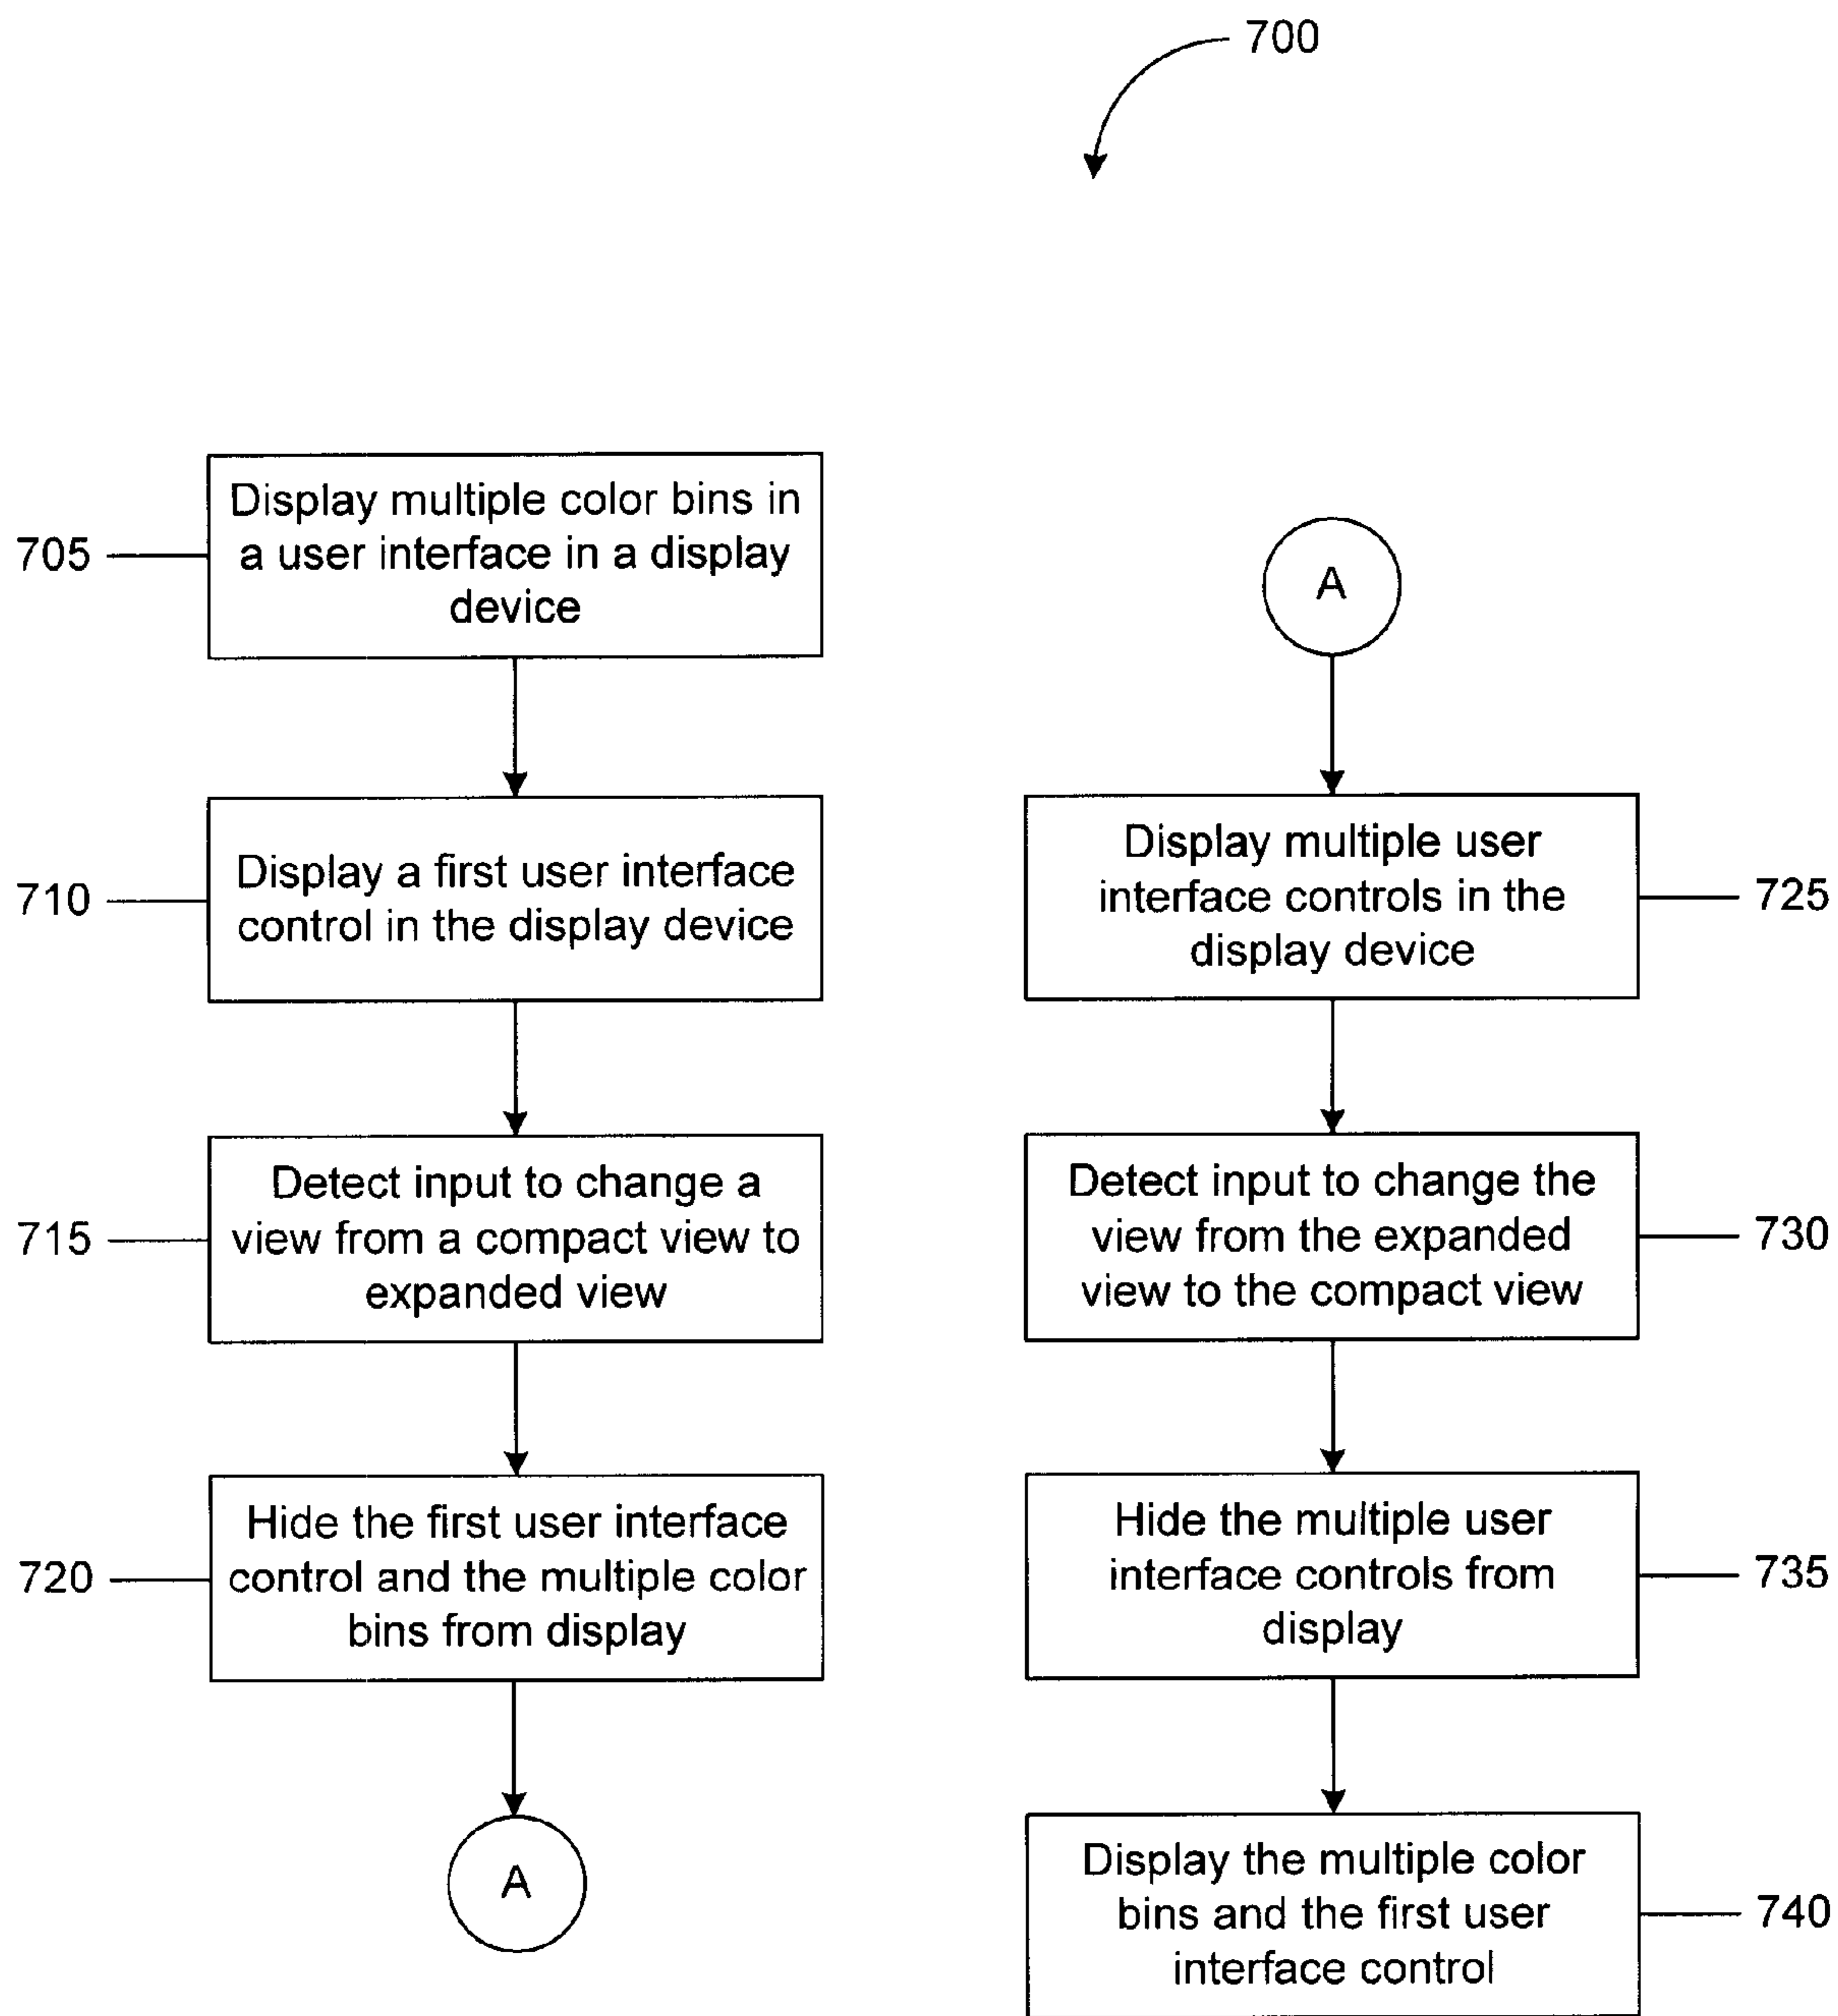 700
705
Display multiple color bins in
a user interface in a display
device
710
Display a first user interface
control in the display device
715
Detect input to change a
view from a compact view to
expanded view
720
Hide the first user interface
control and the multiple color
bins from display
A
A
Display multiple user
interface controls in the
display device
725
Detect input to change the
view from the expanded
view to the compact view
730
Hide the multiple user
interface controls from
display
735
Display the multiple color
bins and the first user
interface control
740